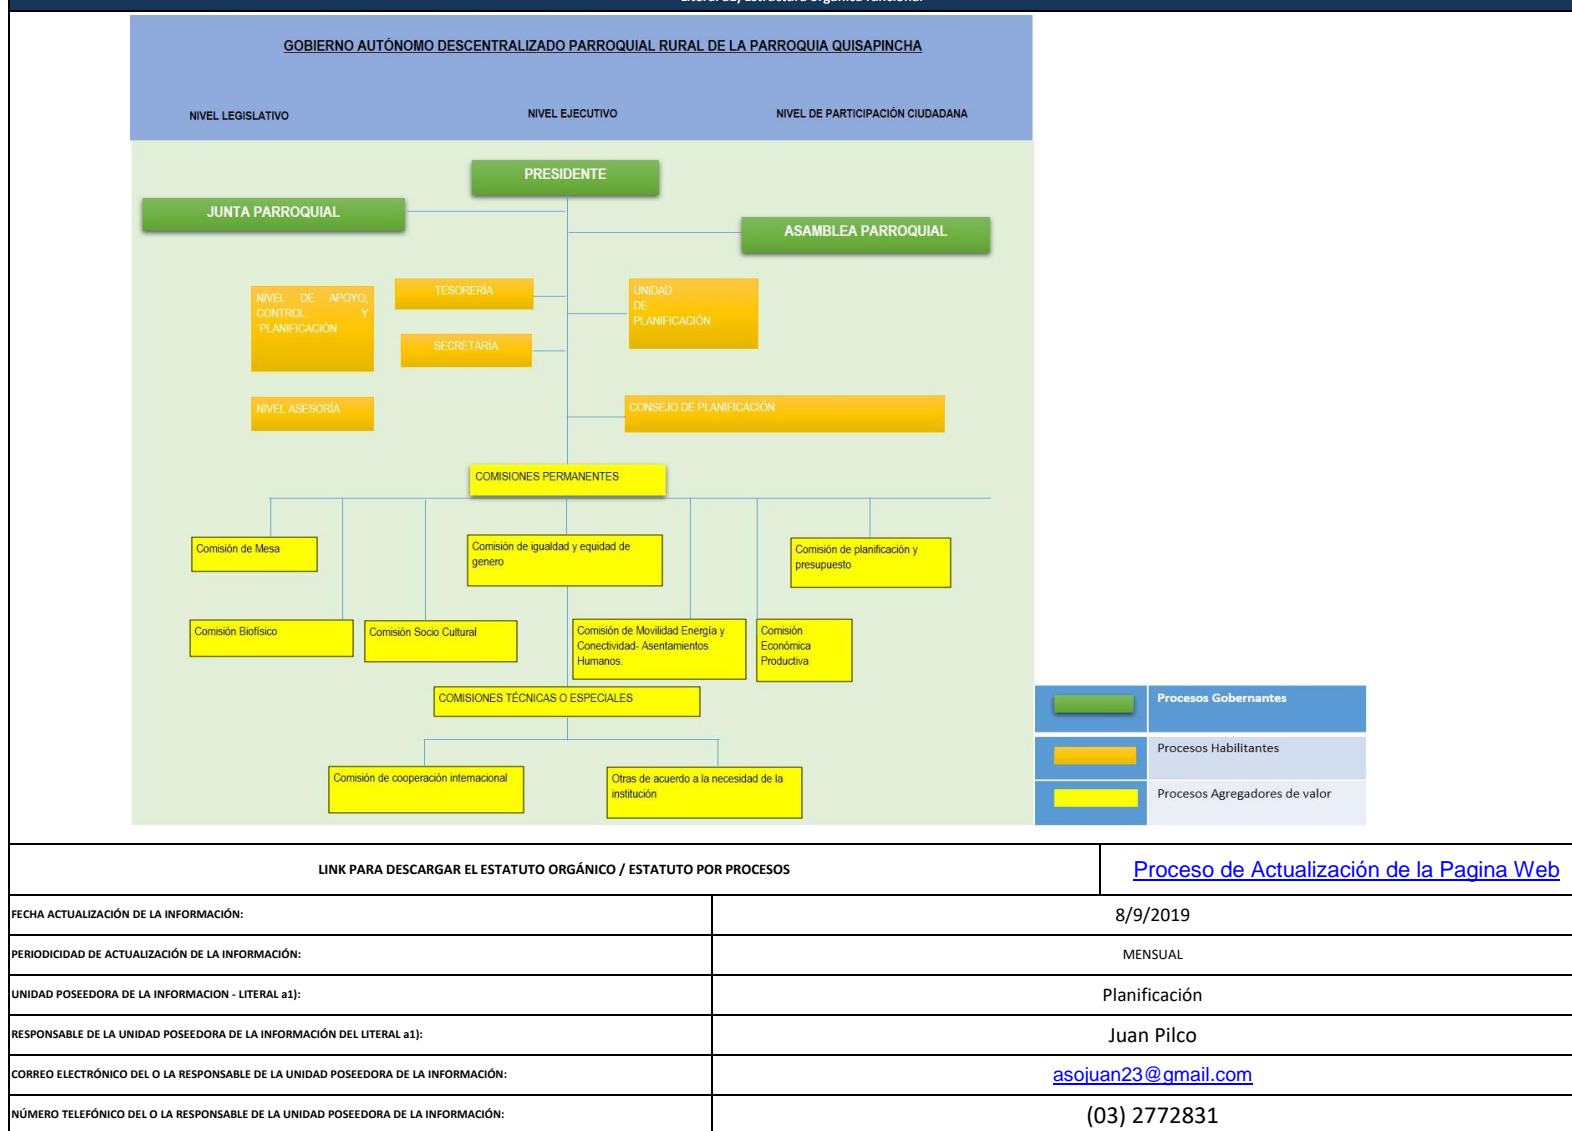 Literal a1) Estructura orgánica funcional
GOBIERNO AUTÓNOMO DESCENTRALIZADO PARROQUIAL RURAL DE LA PARROQUIA QUISAPINCHA
NIVEL LEGISLATIVO
NIVEL EJECUTIVO
NIVEL DE PARTICIPACIÓN CIUDADANA
PRESIDENTE
JUNTA PARROQUIAL
ASAMBLEA PARROQUIAL
NIVEL DE APOYO,
CONTROL Y
'PLANIFICACIÓN
TESORERÍA
UNIDAD
DE
PLANIFICACIÓN
SECRETARÍA
NIVEL ASESORÍA
CONSEJO DE PLANIFICACIÓN
COMISIONES PERMANENTES
Comisión de Mesa
Comisión de igualdad y equidad de
genero
Comisión de planificación y
presupuesto
Comisión Biofísico
Comisión Socio Cultural
Comisión de Movilidad Energía y
Conectividad- Asentamientos
Humanos.
Comisión
Económica
Productiva
COMISIONES TÉCNICAS O ESPECIALES
Comisión de cooperación internacional
Otras de acuerdo a la necesidad de la
institución
Procesos Gobernantes
Procesos Habilitantes
Procesos Agregadores de valor
LINK PARA DESCARGAR EL ESTATUTO ORGÁNICO / ESTATUTO POR PROCESOS
Proceso de Actualización de la Pagina Web
FECHA ACTUALIZACIÓN DE LA INFORMACIÓN:
8/9/2019
PERIODICIDAD DE ACTUALIZACIÓN DE LA INFORMACIÓN:
MENSUAL
UNIDAD POSEEDORA DE LA INFORMACION - LITERAL a1):
Planificación
RESPONSABLE DE LA UNIDAD POSEEDORA DE LA INFORMACIÓN DEL LITERAL a1):
Juan Pilco
CORREO ELECTRÓNICO DEL O LA RESPONSABLE DE LA UNIDAD POSEEDORA DE LA INFORMACIÓN:
asojuan23@gmail.com
NÚMERO TELEFÓNICO DEL O LA RESPONSABLE DE LA UNIDAD POSEEDORA DE LA INFORMACIÓN:
(03) 2772831